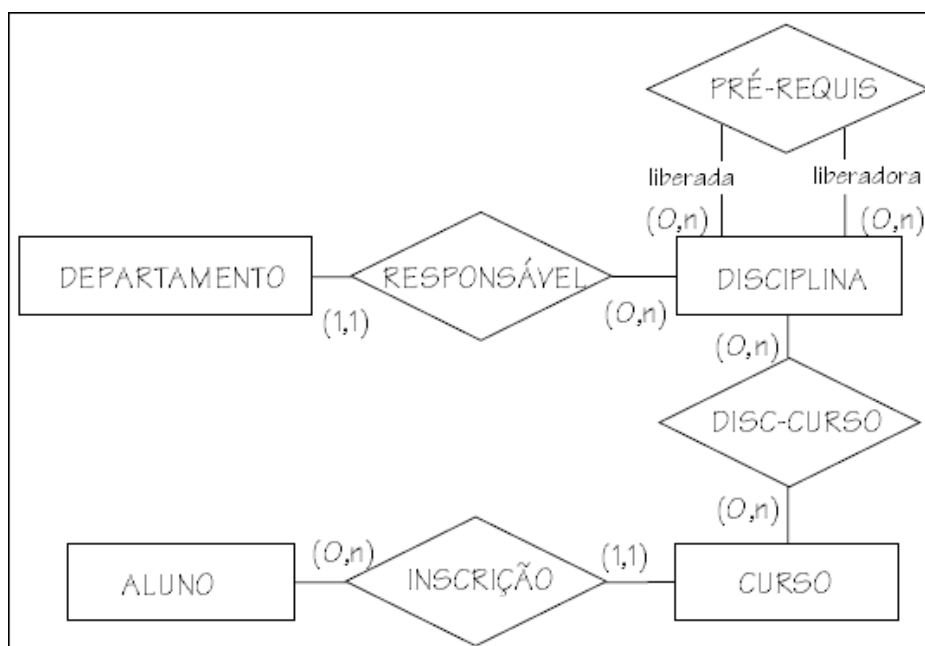 PRÉ-REQUIS
liberada
liberadora
(0,n)
(0,n)
DEPARTAMENTO
RESPONSÁVEL
DISCIPLINA
(1,1)
(0,n)
(0,n)
DISC-CURSO
(0,n)
(0,n)
(1,1)
ALUNO
INSCRIÇÃO
CURSO